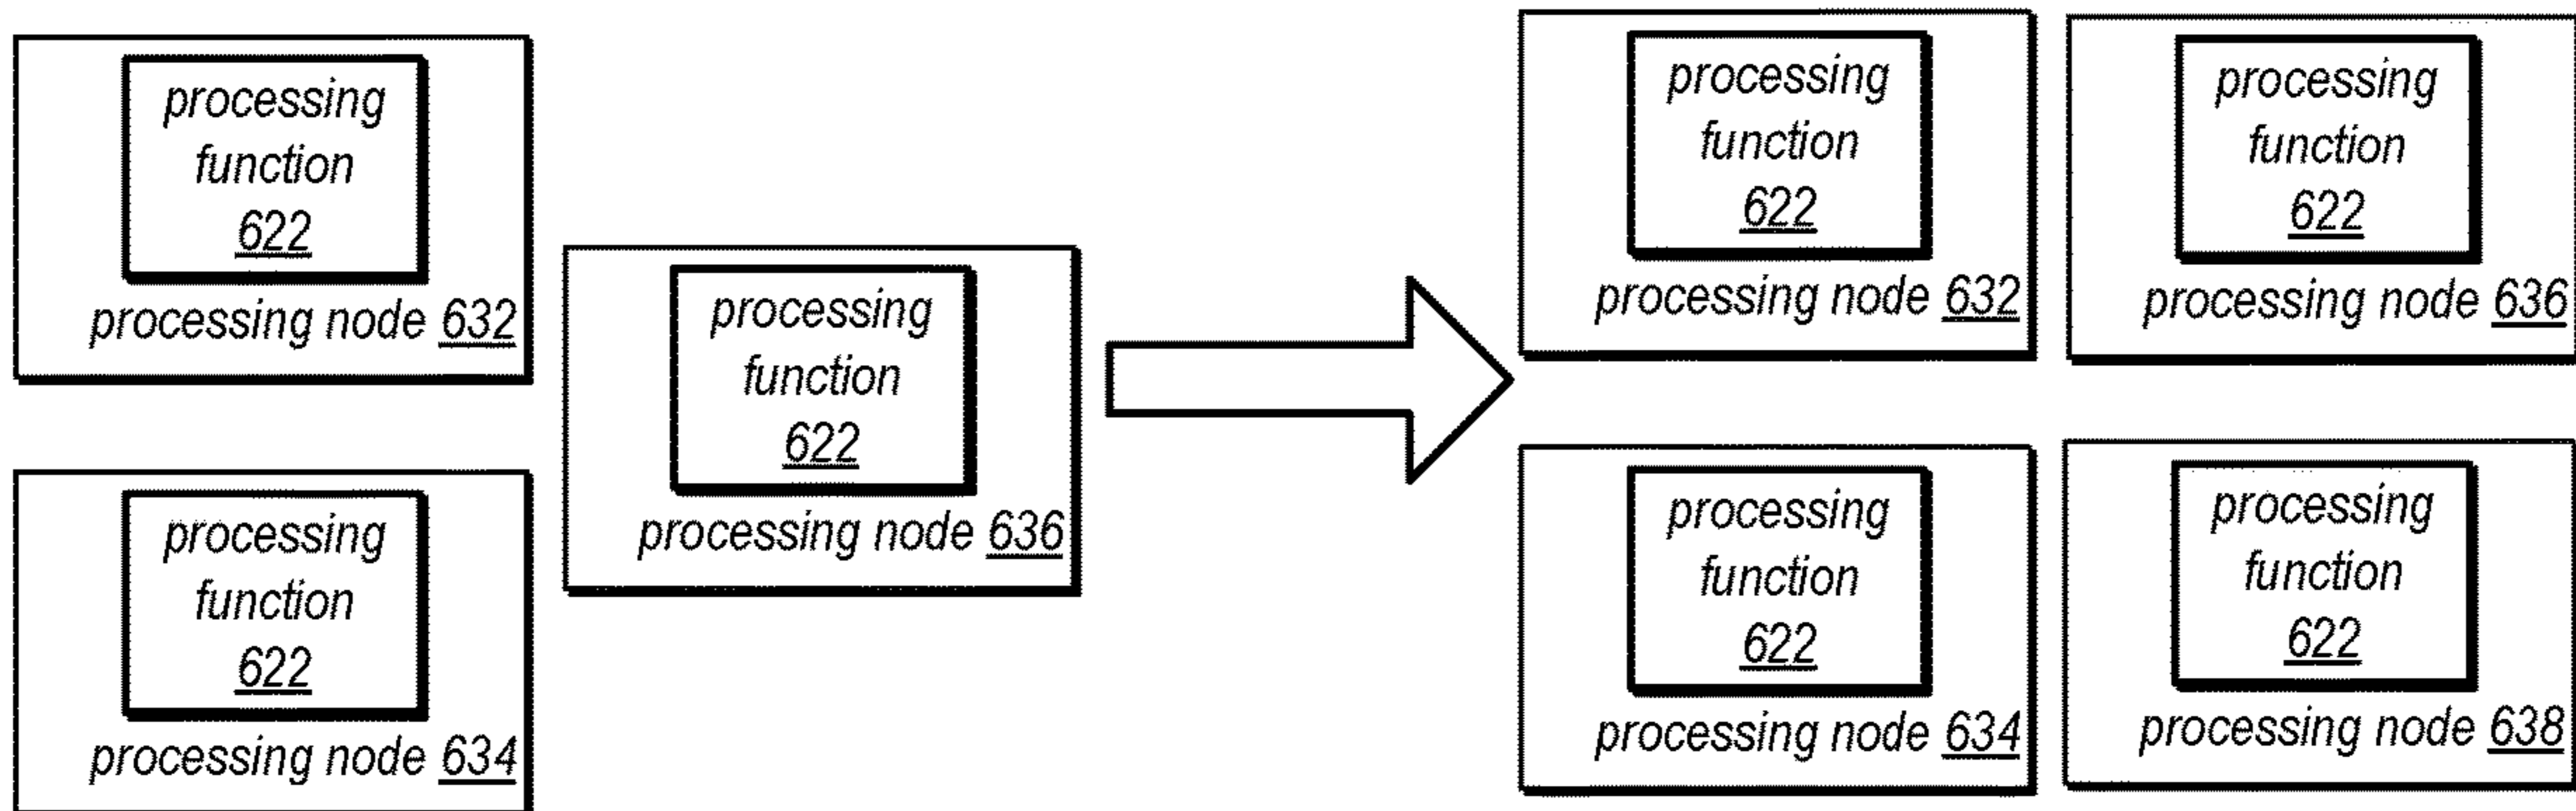 processing
function
622
processing node 632
processing
function
622
processing node 634
processing
function
622
processing node 636
processing
function
622
processing node 632
processing
function
622
processing node 636
processing
function
622
processing node 634
processing
function
622
processing node 638